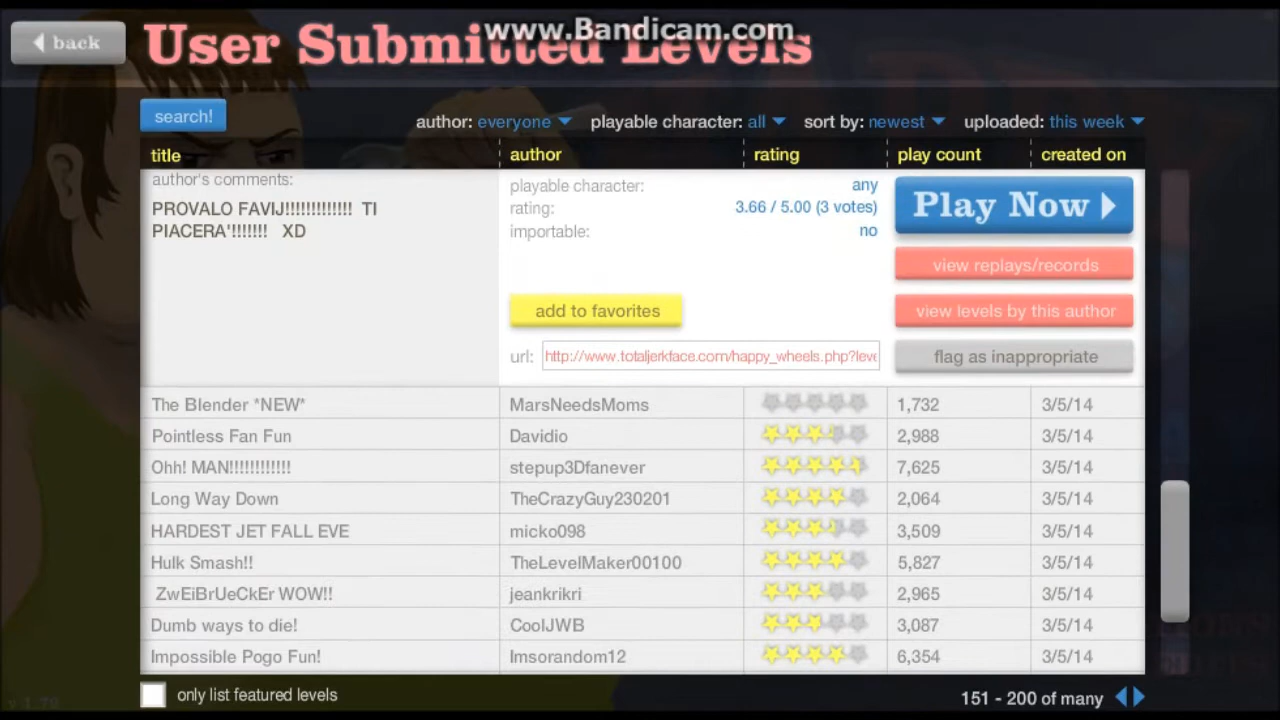 back
User Submitted Levels
www.Bandicam.com
search!
author: everyone playable character: all sort by: newest uploaded: this week
title author rating play count created on
author's comments:
PROVALO FAVIJ!!!!!!!!!!!!! TI
PIACERA'!!!!!!! XD
playable character: any
rating: 3.66 / 5.00 (3 votes)
importable: no
add to favorites
url: http://www.totaljerkface.com/happy_wheels.php?leve
Play Now
view replays/records
view levels by this author
flag as inappropriate
The Blender *NEW* MarsNeedsMoms 1,732 3/5/14
Pointless Fan Fun Davidio 2,988 3/5/14
Ohh! MAN!!!!!!!!!!!! stepup3Dfanever 7,625 3/5/14
Long Way Down TheCrazyGuy230201 2,064 3/5/14
HARDEST JET FALL EVE micko098 3,509 3/5/14
Hulk Smash!! TheLevelMaker00100 5,827 3/5/14
ZwEiBrUeCkEr WOW!! jeankrikri 2,965 3/5/14
Dumb ways to die! CoolJWB 3,087 3/5/14
Impossible Pogo Fun! Imsorandom12 6,354 3/5/14
only list featured levels
151 - 200 of many